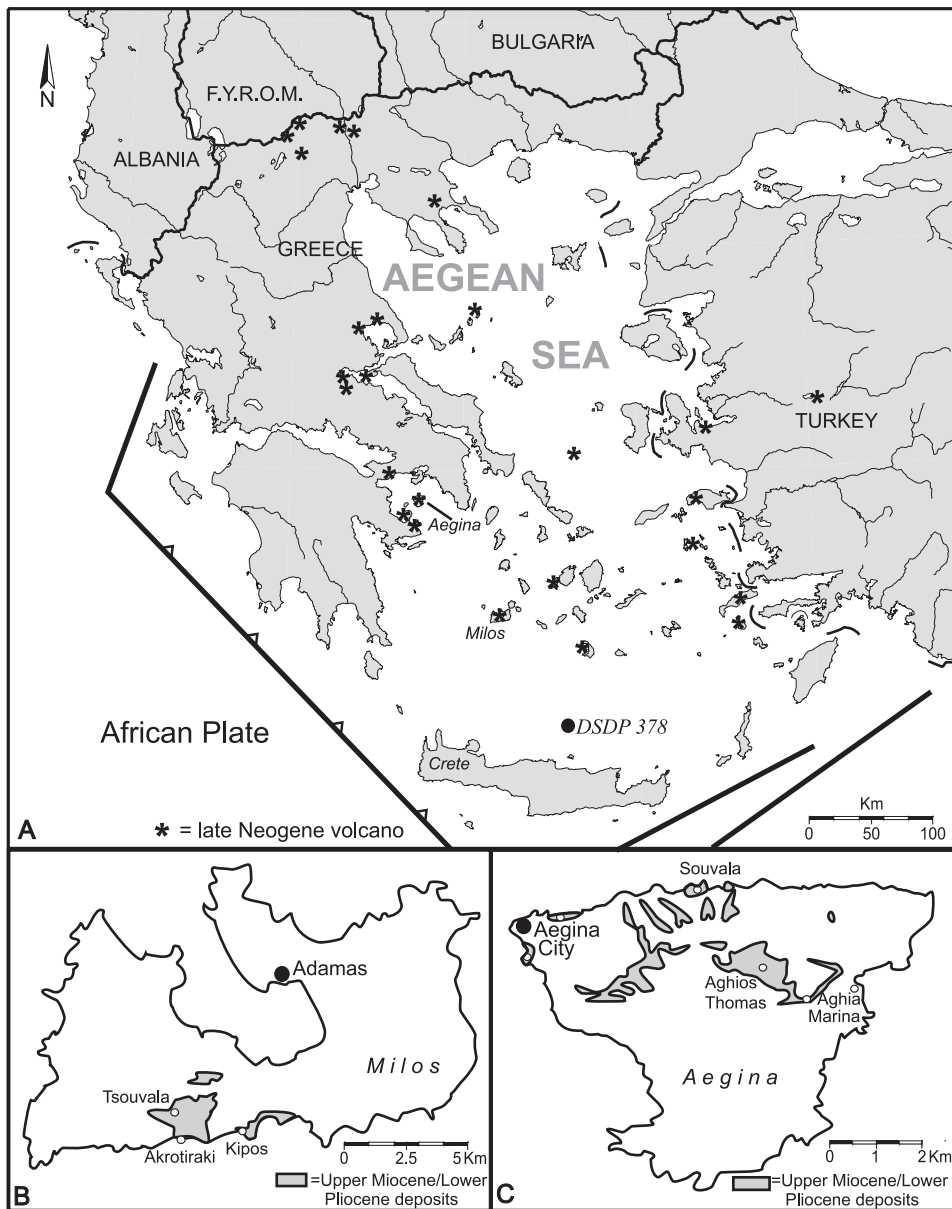 BULGARIA
N
F.Y.R.O.M.
ALBANIA
GREECE
AEGEAN
SEA
TURKEY
Aegina
Milos
DSDP 378
African Plate
Crete
Km
0 50 100
A
* = late Neogene volcano
Adamas
Milos
Tsouvala
Akrotiraki
Kipos
0 2.5 5 Km
=Upper Miocene/Lower
Pliocene deposits
B
Souvala
Aegina
City
Aghios
Thomas
Aghia
Marina
Aegina
0 1 2 Km
=Upper Miocene/Lower
Pliocene deposits
C